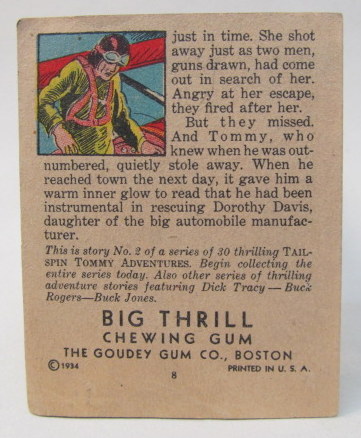 just in time. She shot
away just as two men,
guns drawn, had come
out in search of her.
Angry at her escape,
they fired after her.
But they missed.
And Tommy, who
knew when he was out-
numbered, quietly stole away. When he
reached town the next day, it gave him a
warm inner glow to read that he had been
instrumental in rescuing Dorothy Davis,
daughter of the big automobile manufac-
turer.
This is story No. 2 of a series of 30 thrilling TAIL-
SPIN TOMMY ADVENTURES. Begin collecting the
entire series today. Also other series of thrilling
adventure stories featuring Dick Tracy — Buck
Rogers—Buck Jones.
BIG THRILL
CHEWING GUM
THE GOUDEY GUM CO., BOSTON
©1934 PRINTED IN U. S. A.
8